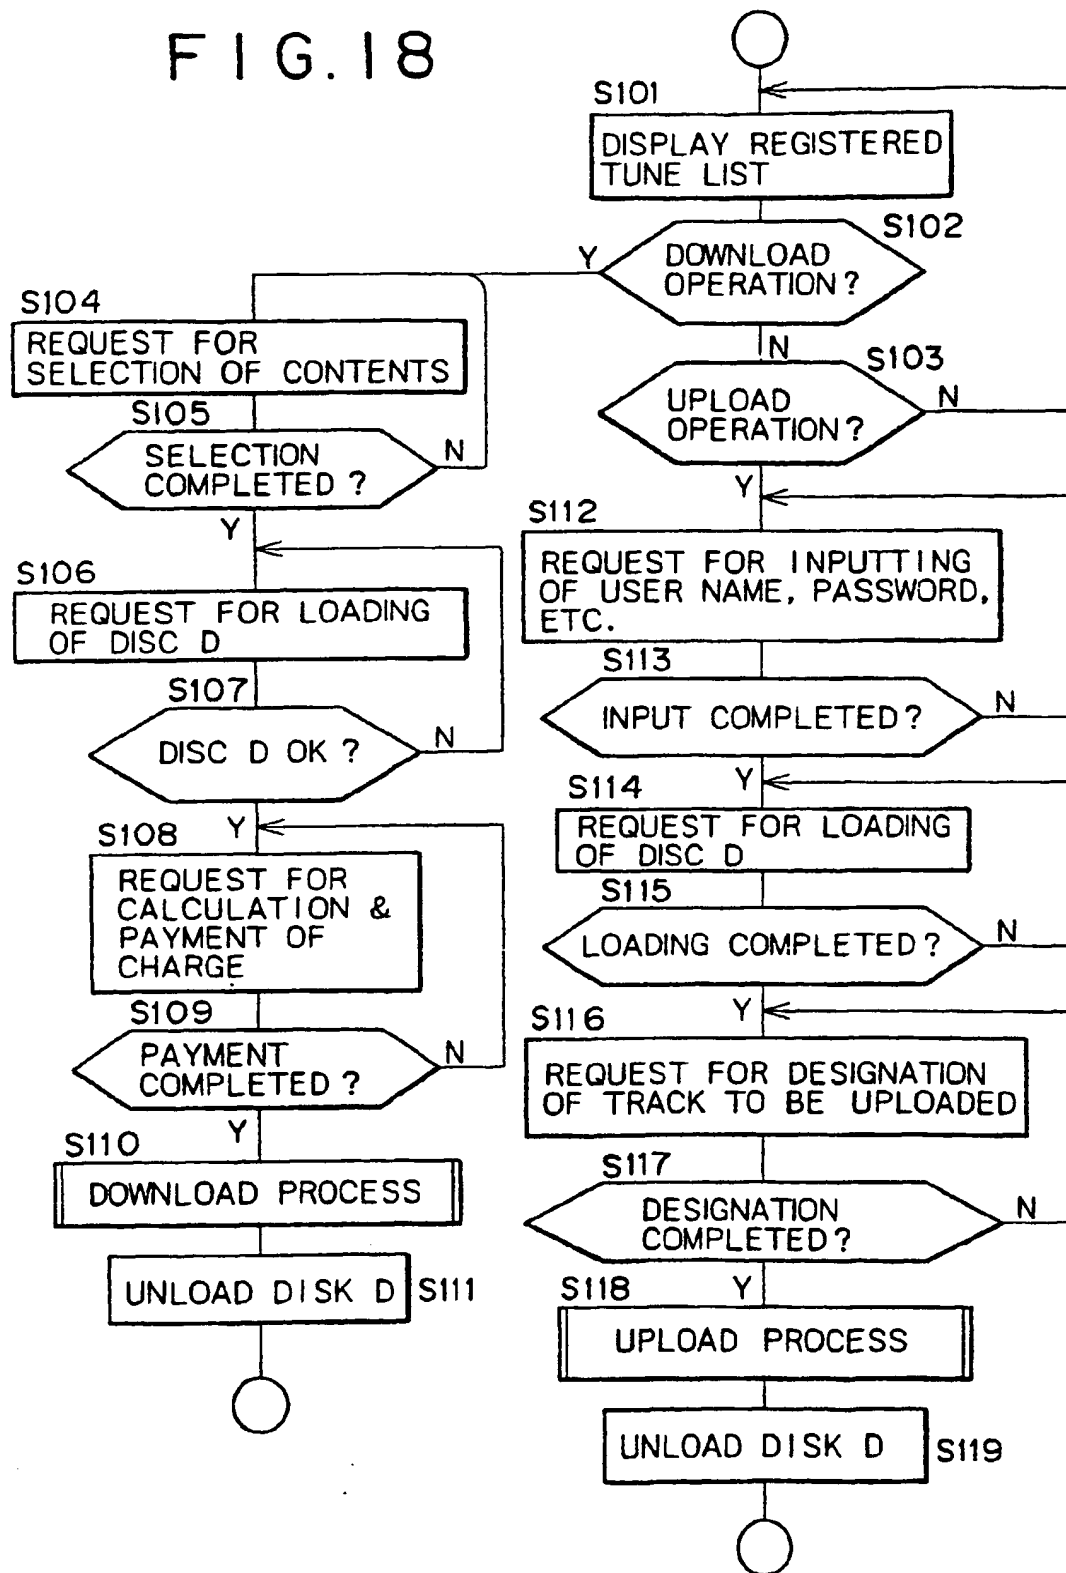 FIG.18
S101
DISPLAY REGISTERED
TUNE LIST
S102
DOWNLOAD
OPERATION?
Y
N
S103
UPLOAD
OPERATION?
N
Y
S104
REQUEST FOR
SELECTION OF CONTENTS
S105
SELECTION
COMPLETED?
N
Y
S106
REQUEST FOR LOADING
OF DISC D
S107
DISC D OK?
N
Y
S108
REQUEST FOR
CALCULATION &
PAYMENT OF
CHARGE
S109
PAYMENT
COMPLETED?
N
Y
S110
DOWNLOAD PROCESS
UNLOAD DISK D
S111
S112
REQUEST FOR INPUTTING
OF USER NAME, PASSWORD,
ETC.
S113
INPUT COMPLETED?
N
Y
S114
REQUEST FOR LOADING
OF DISC D
S115
LOADING COMPLETED?
N
Y
S116
REQUEST FOR DESIGNATION
OF TRACK TO BE UPLOADED
S117
DESIGNATION
COMPLETED?
N
Y
S118
UPLOAD PROCESS
UNLOAD DISK D
S119